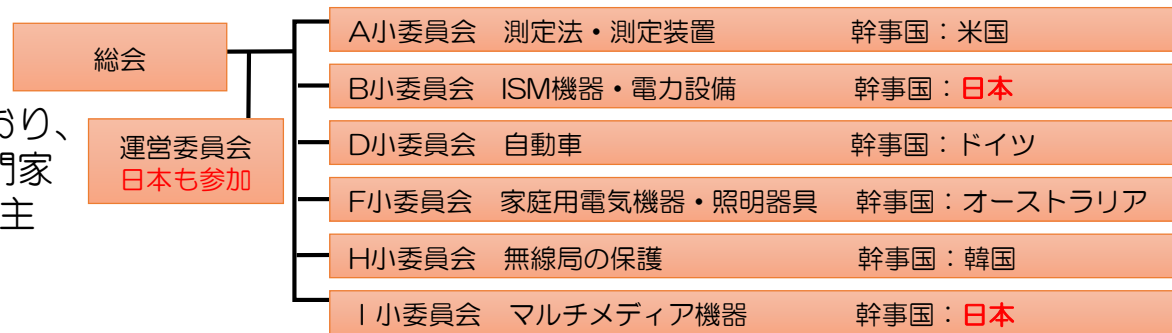 総会
おり、
門家
主
運営委員会
日本も参加
A小委員会 測定法・測定装置 幹事国:米国
B小委員会 ISM機器・電力設備 幹事国:日本
D小委員会 自動車 幹事国:ドイツ
F小委員会 家庭用電気機器・照明器具 幹事国:オーストラリア
H小委員会 無線局の保護 幹事国:韓国
I小委員会 マルチメディア機器 幹事国:日本